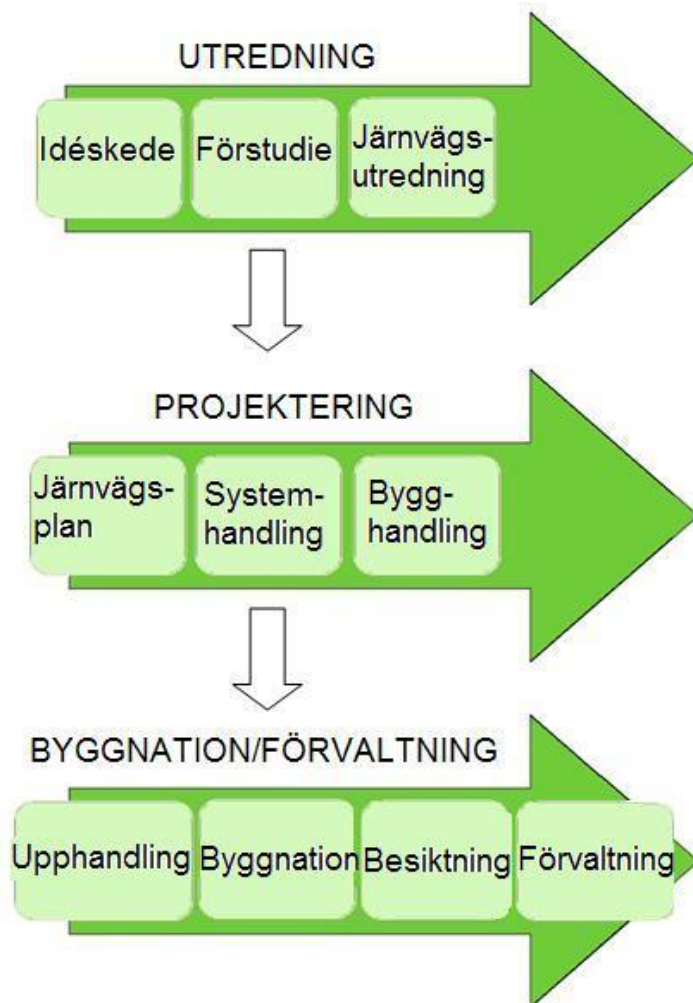 UTREDNING
Idéskede
Förstudie
Järnvägs-
utredning
PROJEKTERING
Järnvägs-
plan
System-
handling
Bygg-
handling
BYGGNATION/FÖRVALTNING
Upphandling
Byggnation
Besiktning
Förvaltning